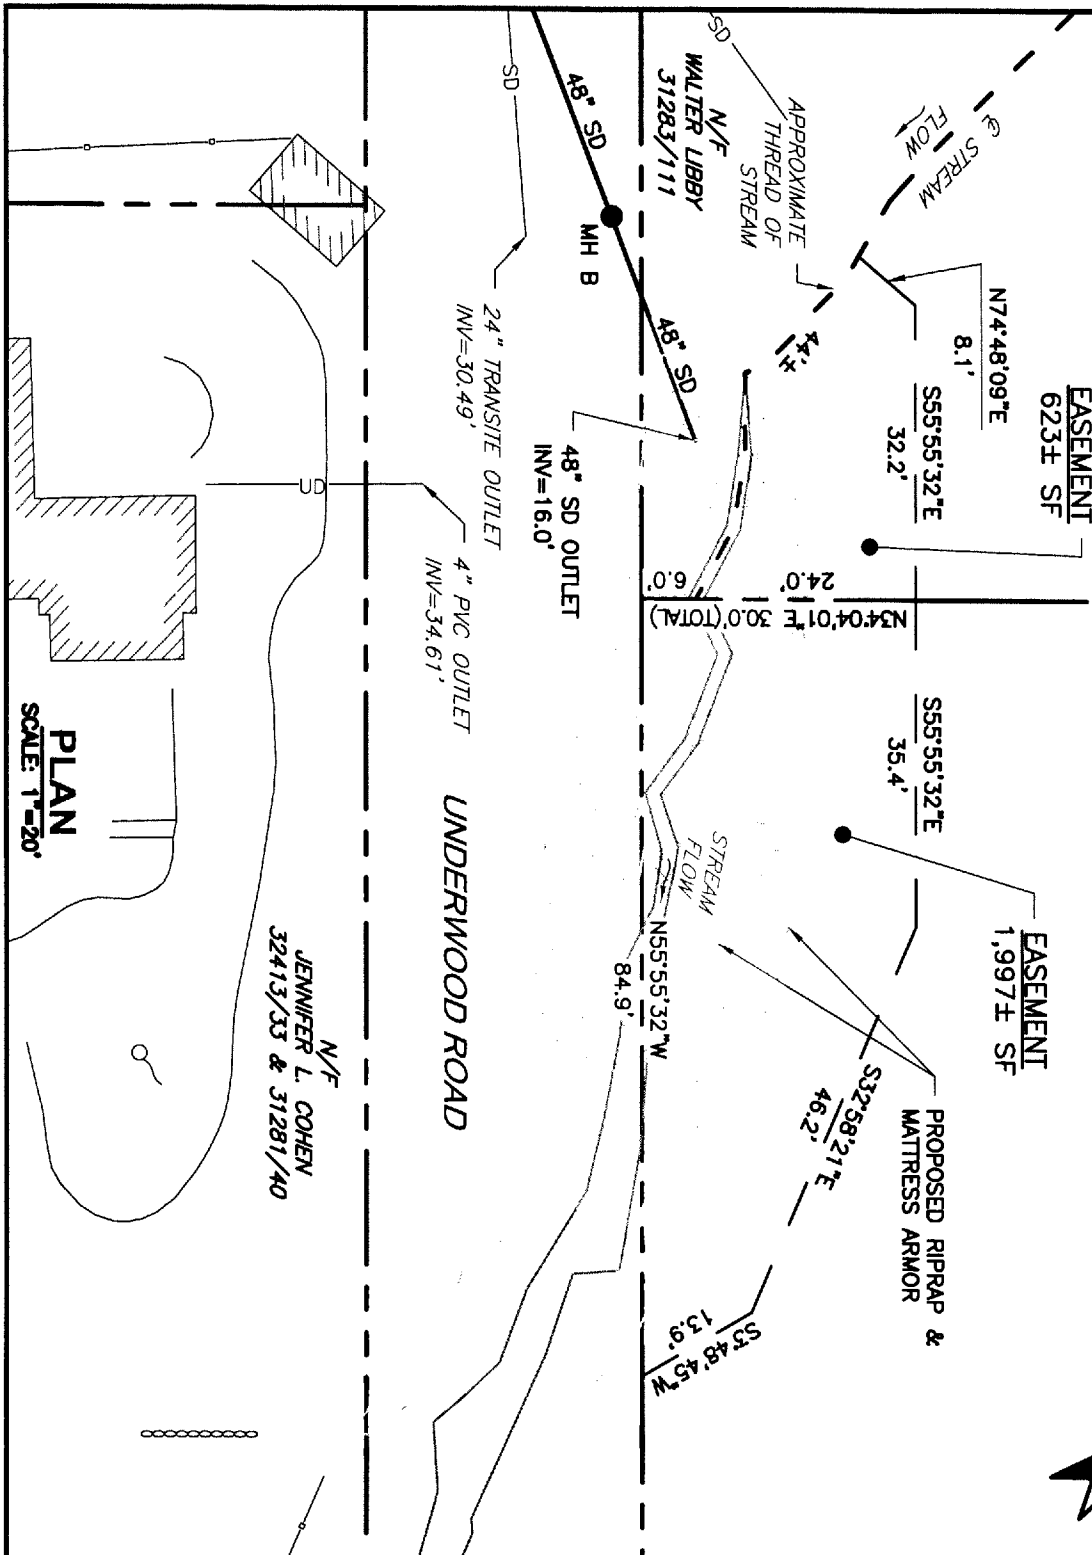 EASEMENT
623± SF
EASEMENT
1,997± SF
℄ STREAM
FLOW
N74°48'09"E
8.1'
S55°55'32"E
32.2'
S55°55'32"E
35.4'
PROPOSED RIPRAP &
MATTRESS ARMOR
S32°58'21"E
46.2'
S3°48'45"W
13.9'
SD
APPROXIMATE
THREAD OF
STREAM
44'±
24.0'
6.0'
N34°04'01"E 30.0'(TOTAL)
STREAM
FLOW
N55°55'32"W
84.9'
N/F
WALTER LIBBY
31283/111
48" SD
MH B
48" SD
48" SD OUTLET
INV=16.0'
SD
24" TRANSITE OUTLET
INV=30.49'
4" PVC OUTLET
INV=34.61'
UD
UNDERWOOD ROAD
N/F
JENNIFER L. COHEN
32413/33 & 31281/40
PLAN
SCALE: 1"=20'